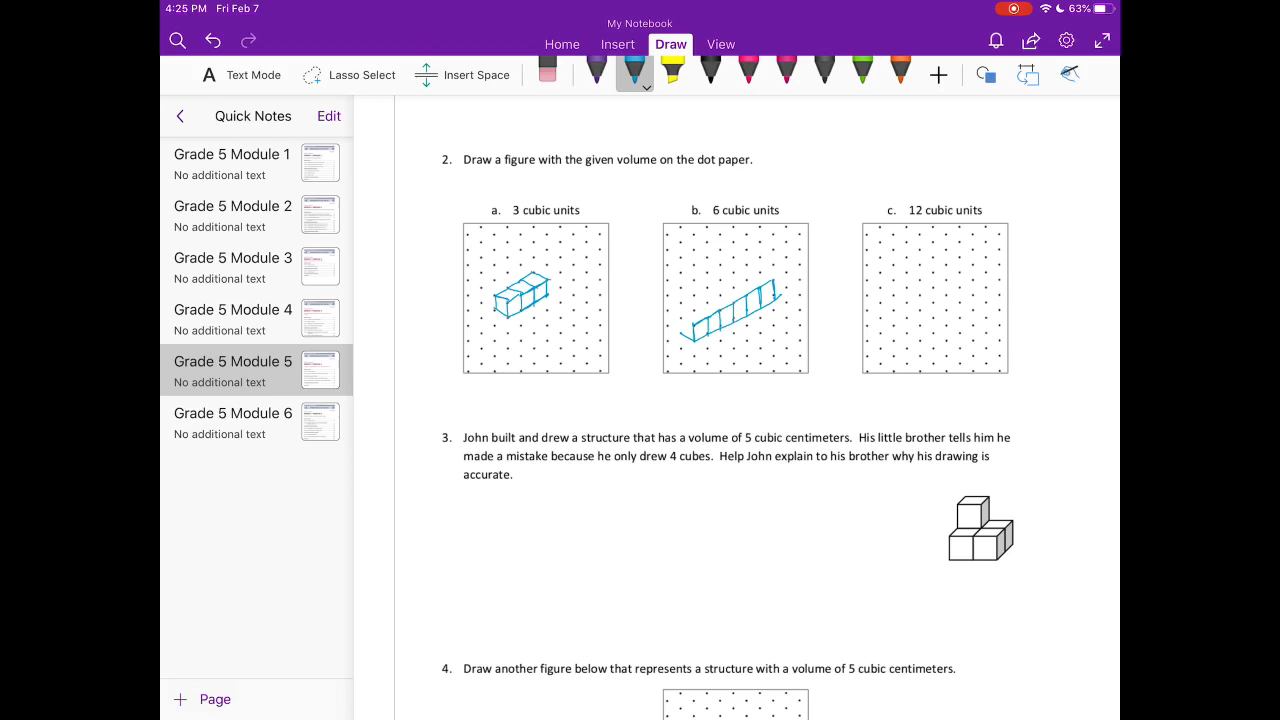 4:25 PM Fri Feb 7
63%
My Notebook
Home Insert Draw View
A Text Mode Lasso Select Insert Space
Quick Notes Edit
Grade 5 Module 1
No additional text
Grade 5 Module 2
No additional text
Grade 5 Module 3
No additional text
Grade 5 Module 4
No additional text
Grade 5 Module 5
No additional text
Grade 5 Module 6
No additional text
Page
2. Draw a figure with the given volume on the dot paper.
a. 3 cubic units
b. 6 cubic units
c. 12 cubic units
3. John built and drew a structure that has a volume of 5 cubic centimeters. His little brother tells him he
made a mistake because he only drew 4 cubes. Help John explain to his brother why his drawing is
accurate.
4. Draw another figure below that represents a structure with a volume of 5 cubic centimeters.